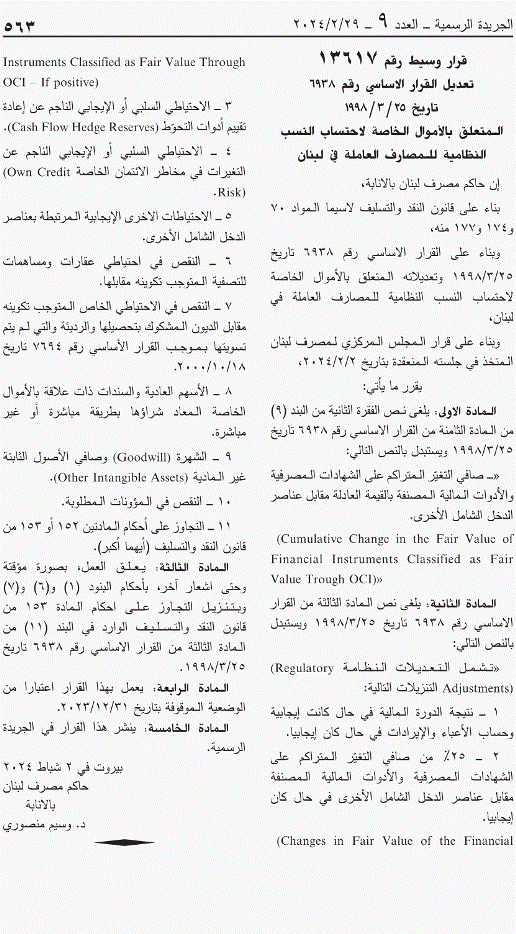 الجريدة الرسمية ـ العدد ٩ ـ ٢٠٢٤/٢/٢٩
٥٦٣
قرار وسيط رقم ١٣٦١٧
تعديل القرار الاساسي رقم ٦٩٣٨
تاريخ ١٩٩٨/٣/٢٥
المتعلق بالأموال الخاصة لاحتساب النسب
النظامية للمصارف العاملة في لبنان
إن حاكم مصرف لبنان بالانابة،
بناء على قانون النقد والتسليف لاسيما المواد ٧٠
و١٧٤ و١٧٧ منه،
وبناء على القرار الاساسي رقم ٦٩٣٨ تاريخ
١٩٩٨/٣/٢٥ وتعديلاته المتعلق بالأموال الخاصة
لاحتساب النسب النظامية للمصارف العاملة في
لبنان،
وبناء على قرار المجلس المركزي لمصرف لبنان
المتخذ في جلسته المنعقدة بتاريخ ٢٠٢٤/٢/٢،
يقرر ما يأتي:
المادة الاولى: يلغى نص الفقرة الثانية من البند (٩)
من المادة الثامنة من القرار الاساسي رقم ٦٩٣٨ تاريخ
١٩٩٨/٣/٢٥ ويستبدل بالنص التالي:
«ـ صافي التغيّر المتراكم على الشهادات المصرفية
والأدوات المالية المصنفة بالقيمة العادلة مقابل عناصر
الدخل الشامل الأخرى.
(Cumulative Change in the Fair Value of
Financial Instruments Classified as Fair
Value Trough OCI)»
المادة الثانية: يلغى نص المادة الثالثة من القرار
الاساسي رقم ٦٩٣٨ تاريخ ١٩٩٨/٣/٢٥ ويستبدل
بالنص التالي:
«تشمل التعديلات النظامة (Regulatory
Adjustments) التنزيلات التالية:
١ ـ نتيجة الدورة المالية في حال كانت إيجابية
وحساب الأعباء والإيرادات في حال كان إيجابيا.
٢ ـ ٢٥٪ من صافي التغيّر المتراكم على
الشهادات المصرفية والأدوات المالية المصنفة
مقابل عناصر الدخل الشامل الأخرى في حال كان
إيجابيا.
(Changes in Fair Value of the Financial
Instruments Classified as Fair Value Through
OCI – If positive)
٣ ـ الاحتياطي السلبي أو الإيجابي الناجم عن إعادة
تقييم أدوات التحوّط (Cash Flow Hedge Reserves).
٤ ـ الاحتياطي السلبي أو الإيجابي الناجم عن
التغيرات في مخاطر الائتمان الخاصة (Own Credit
Risk).
٥ ـ الاحتياطات الاخرى الإيجابية المرتبطة بعناصر
الدخل الشامل الأخرى.
٦ ـ النقص في احتياطي عقارات ومساهمات
للتصفية المتوجب تكوينه مقابلها.
٧ ـ النقص في الاحتياطي الخاص المتوجب تكوينه
مقابل الديون المشكوك بتحصيلها والرديئة والتي لم يتم
تسويتها بموجب القرار الأساسي رقم ٧٦٩٤ تاريخ
٢٠٠٠/١٠/١٨.
٨ ـ الأسهم العادية والسندات ذات علاقة بالأموال
الخاصة المعاد شراؤها بطريقة مباشرة أو غير
مباشرة.
٩ ـ الشهرة (Goodwill) وصافي الأصول الثابتة
غير المادية (Other Intangible Assets).
١٠ ـ النقص في المؤونات المطلوبة.
١١ ـ التجاوز على أحكام المادتين ١٥٢ أو ١٥٣ من
قانون النقد والتسليف (أيهما أكبر).
المادة الثالثة: يعلق العمل، بصورة مؤقتة
وحتى اشعار آخر، بأحكام البنود (١) و(٦) و(٧)
وبتنزيل التجاوز على احكام المادة ١٥٣ من
قانون النقد والتسليف الوارد في البند (١١) من
المادة الثالثة من القرار الاساسي رقم ٦٩٣٨ تاريخ
١٩٩٨/٣/٢٥.
المادة الرابعة: يعمل بهذا القرار اعتبارا من
الوضعية الموقوفة بتاريخ ٢٠٢٣/١٢/٣١.
المادة الخامسة: ينشر هذا القرار في الجريدة
الرسمية.
بيروت في ٢ شباط ٢٠٢٤
حاكم مصرف لبنان
بالانابة
د. وسيم منصوري